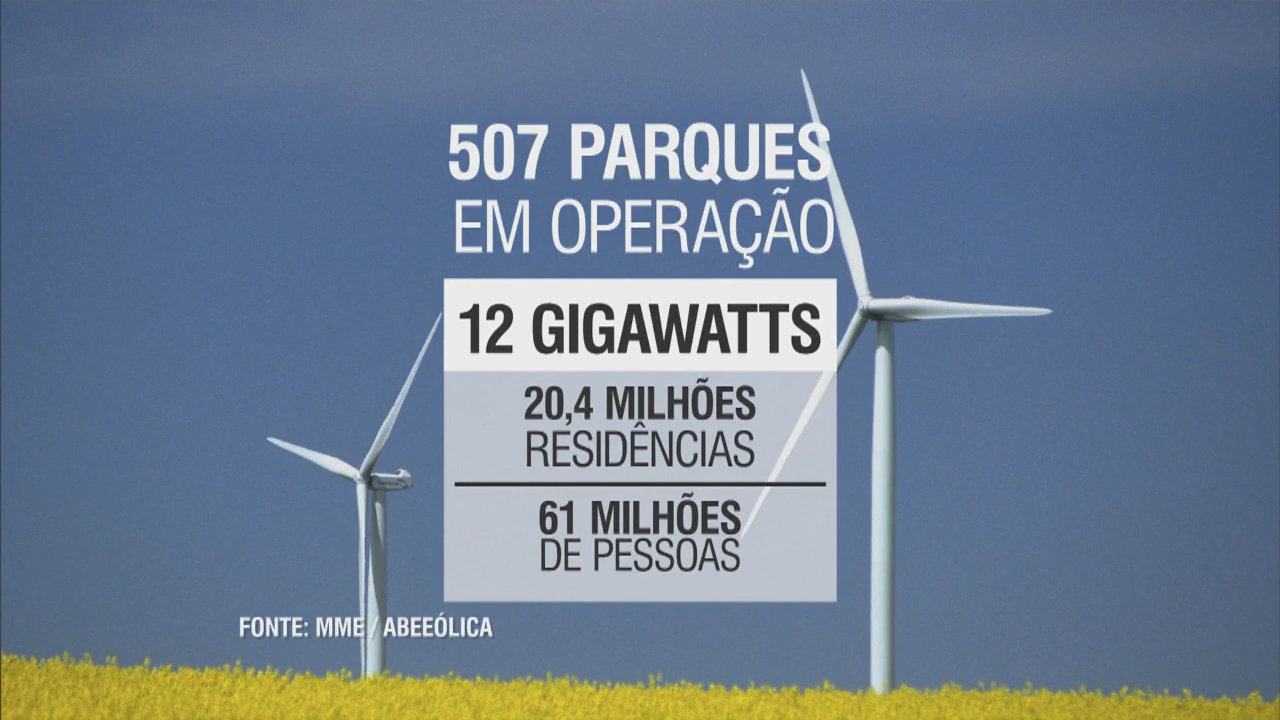 507 PARQUES
EM OPERAÇÃO
12 GIGAWATTS
20,4 MILHÕES
RESIDÊNCIAS
61 MILHÕES
DE PESSOAS
FONTE: MME / ABEEÓLICA